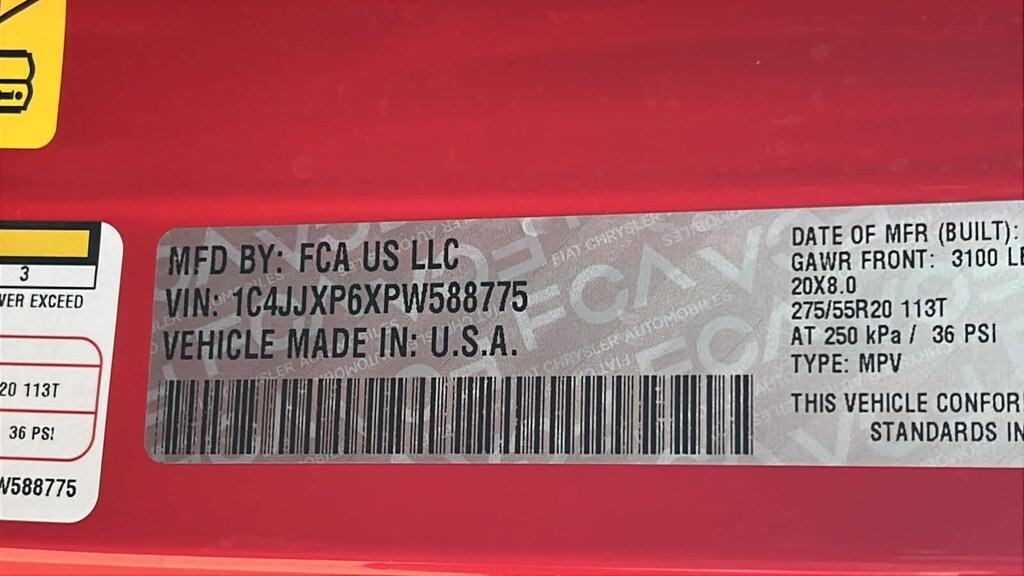 3
VER EXCEED
20 113T
36 PSI
W588775
MFD BY: FCA US LLC
VIN: 1C4JJXP6XPW588775
VEHICLE MADE IN: U.S.A.
DATE OF MFR (BUILT):
GAWR FRONT: 3100 LB
20X8.0
275/55R20 113T
AT 250 kPa / 36 PSI
TYPE: MPV
THIS VEHICLE CONFOR
STANDARDS IN